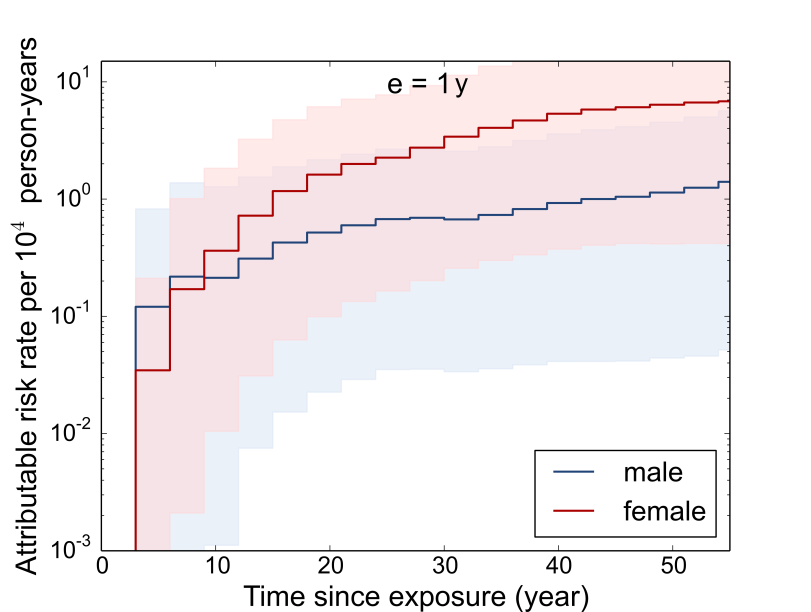 Attributable risk rate per 10⁴ person-years
e = 1 y
10¹
10⁰
10⁻¹
10⁻²
10⁻³
male
female
0 10 20 30 40 50
Time since exposure (year)